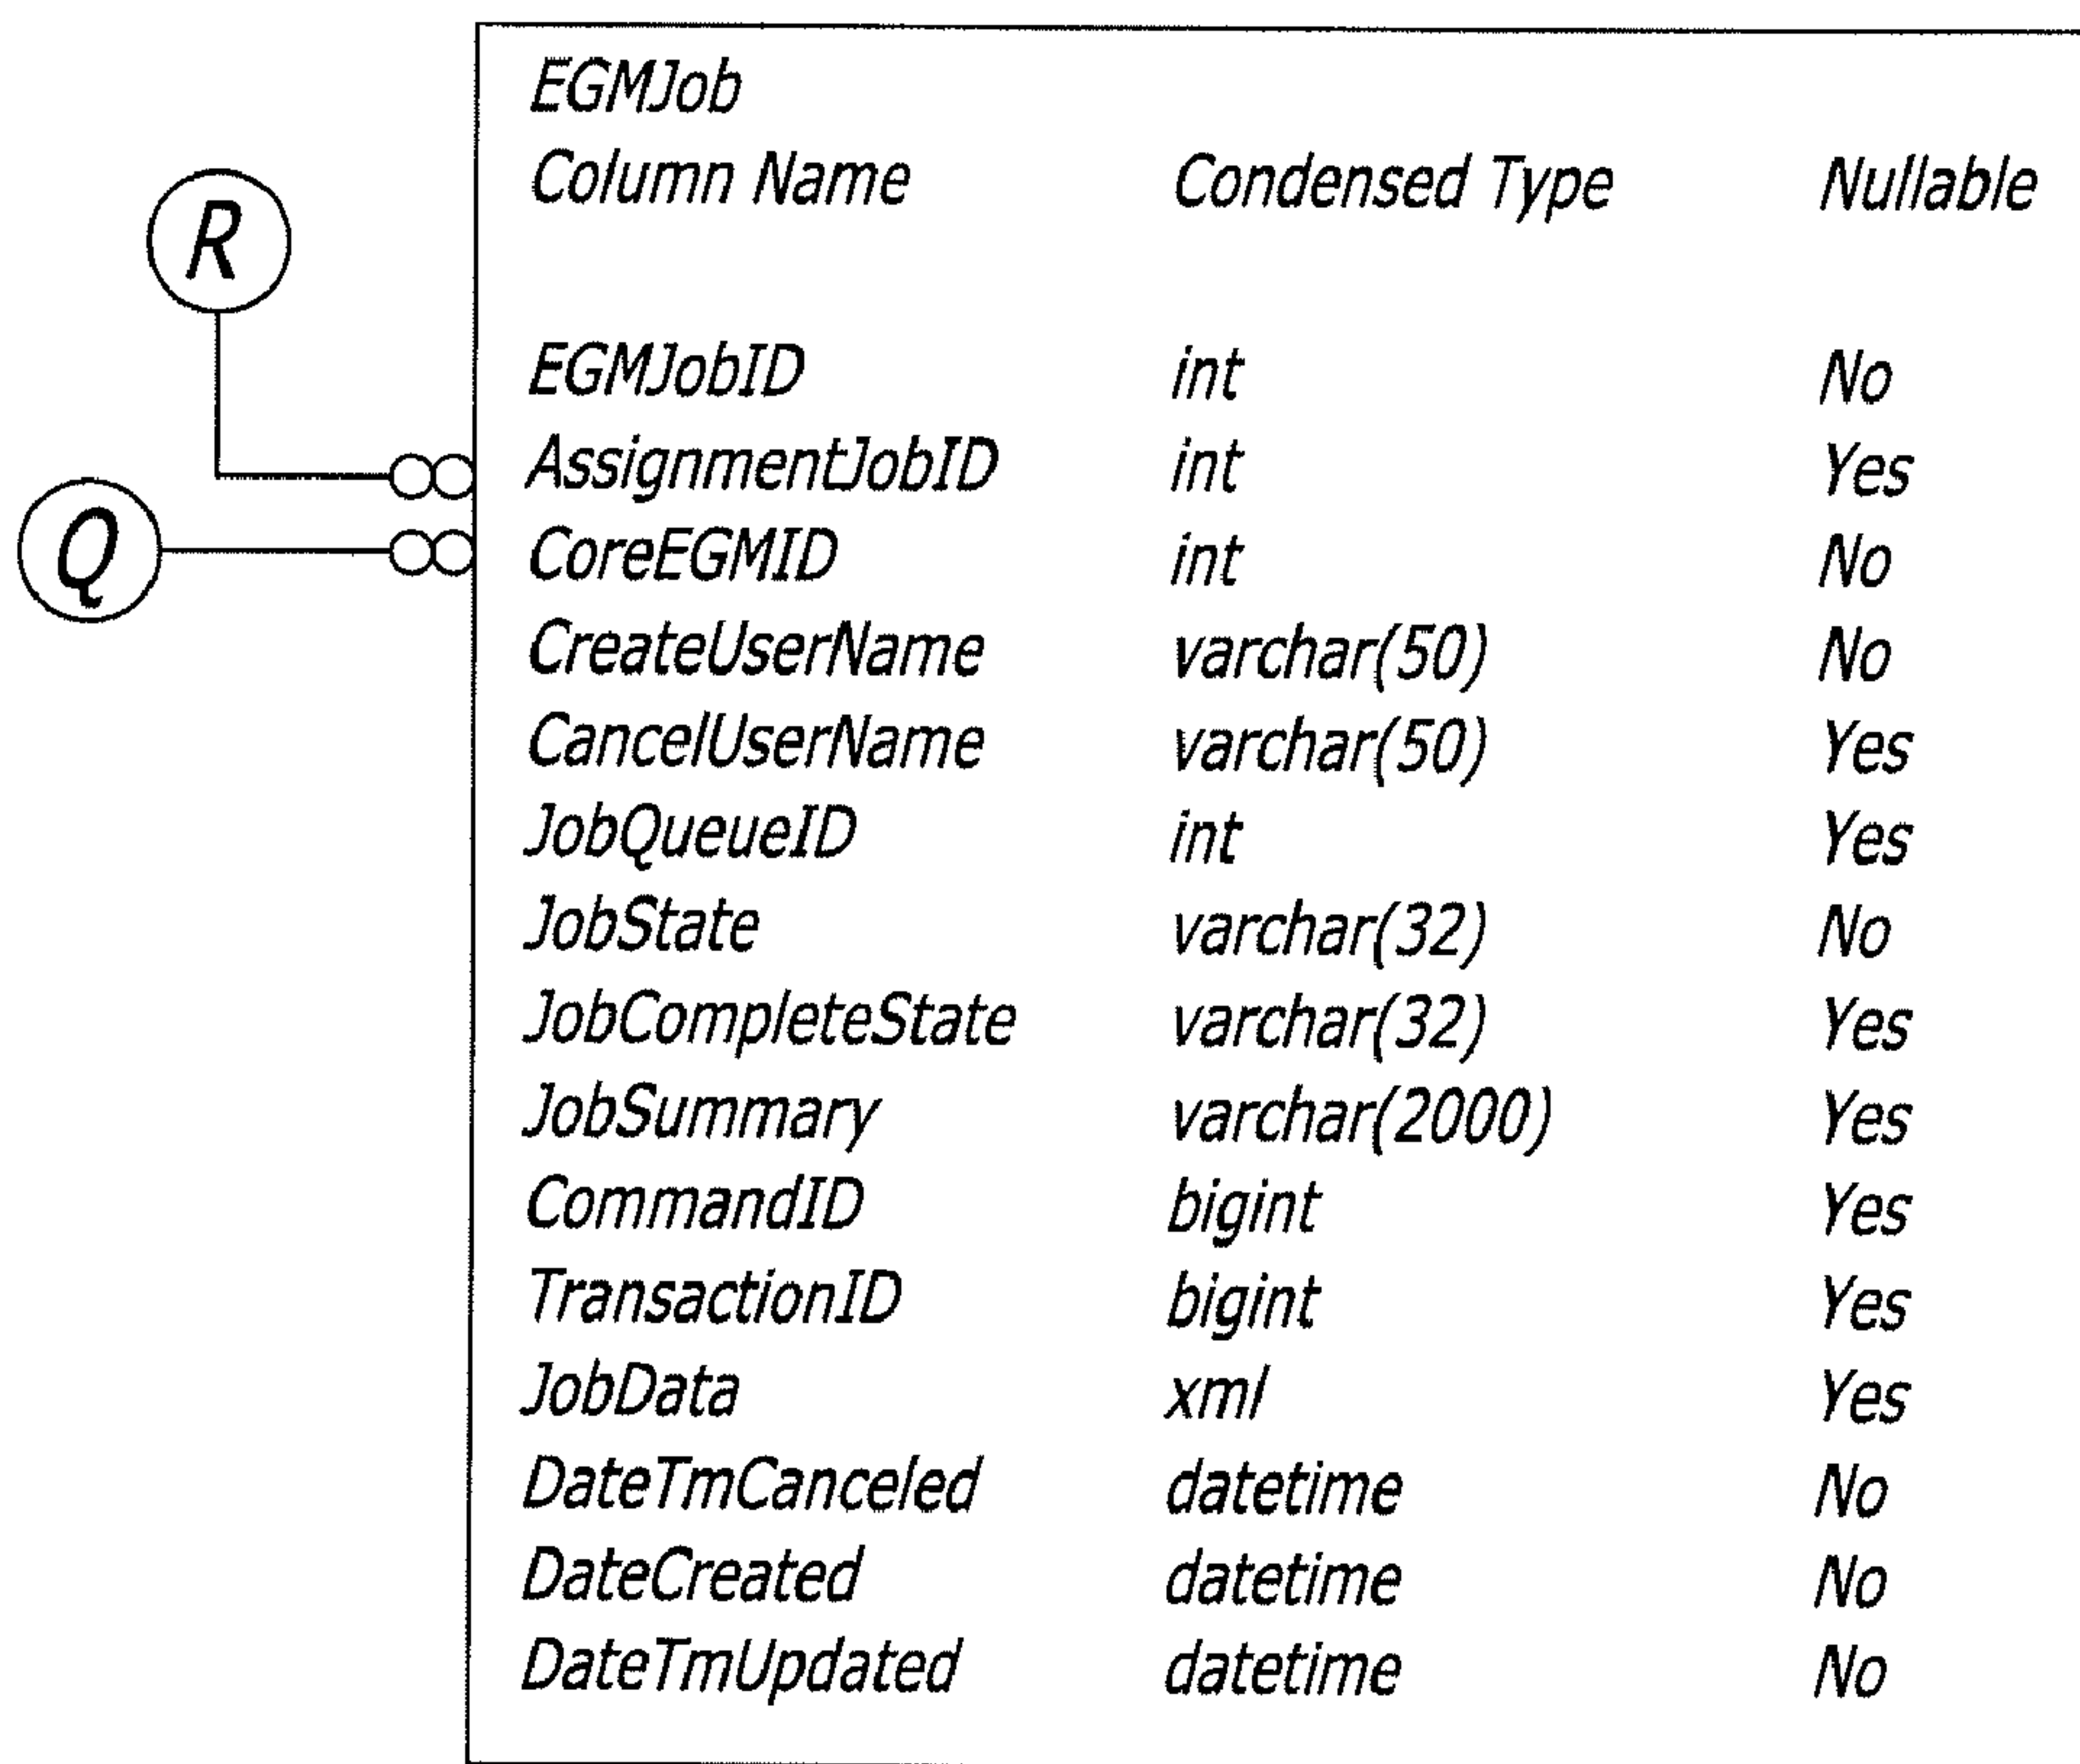 EGMJob
Column Name Condensed Type Nullable
R
EGMJobID int No
AssignmentJobID int Yes
Q
CoreEGMID int No
CreateUserName varchar(50) No
CancelUserName varchar(50) Yes
JobQueueID int Yes
JobState varchar(32) No
JobCompleteState varchar(32) Yes
JobSummary varchar(2000) Yes
CommandID bigint Yes
TransactionID bigint Yes
JobData xml Yes
DateTmCanceled datetime No
DateCreated datetime No
DateTmUpdated datetime No